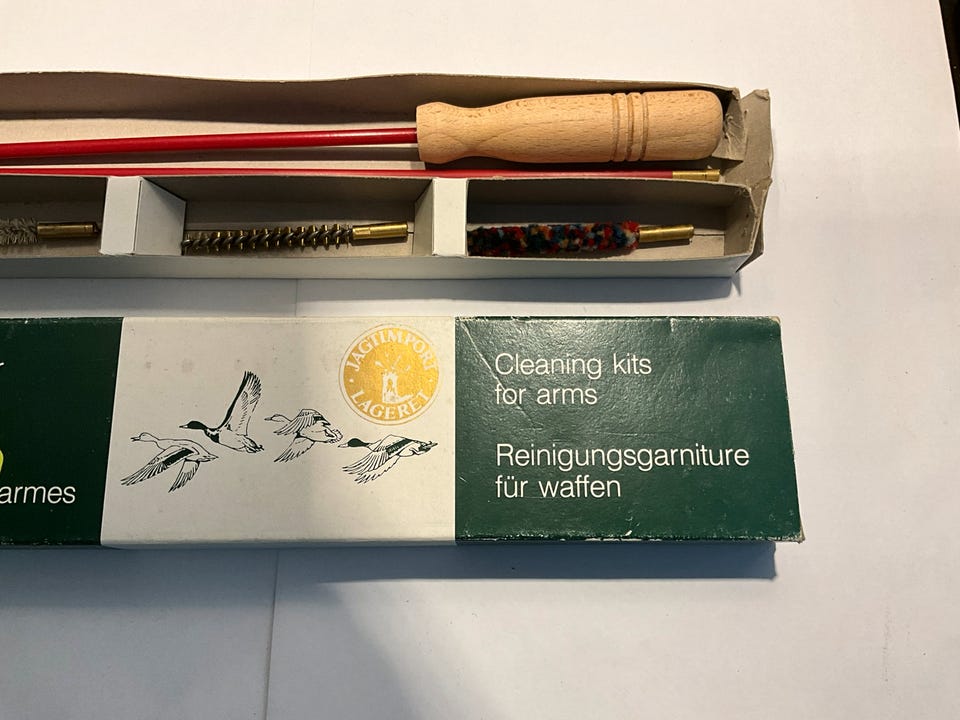 armes
JAGTIMPORT
LAGERET
Cleaning kits
for arms
Reinigungsgarniture
für waffen